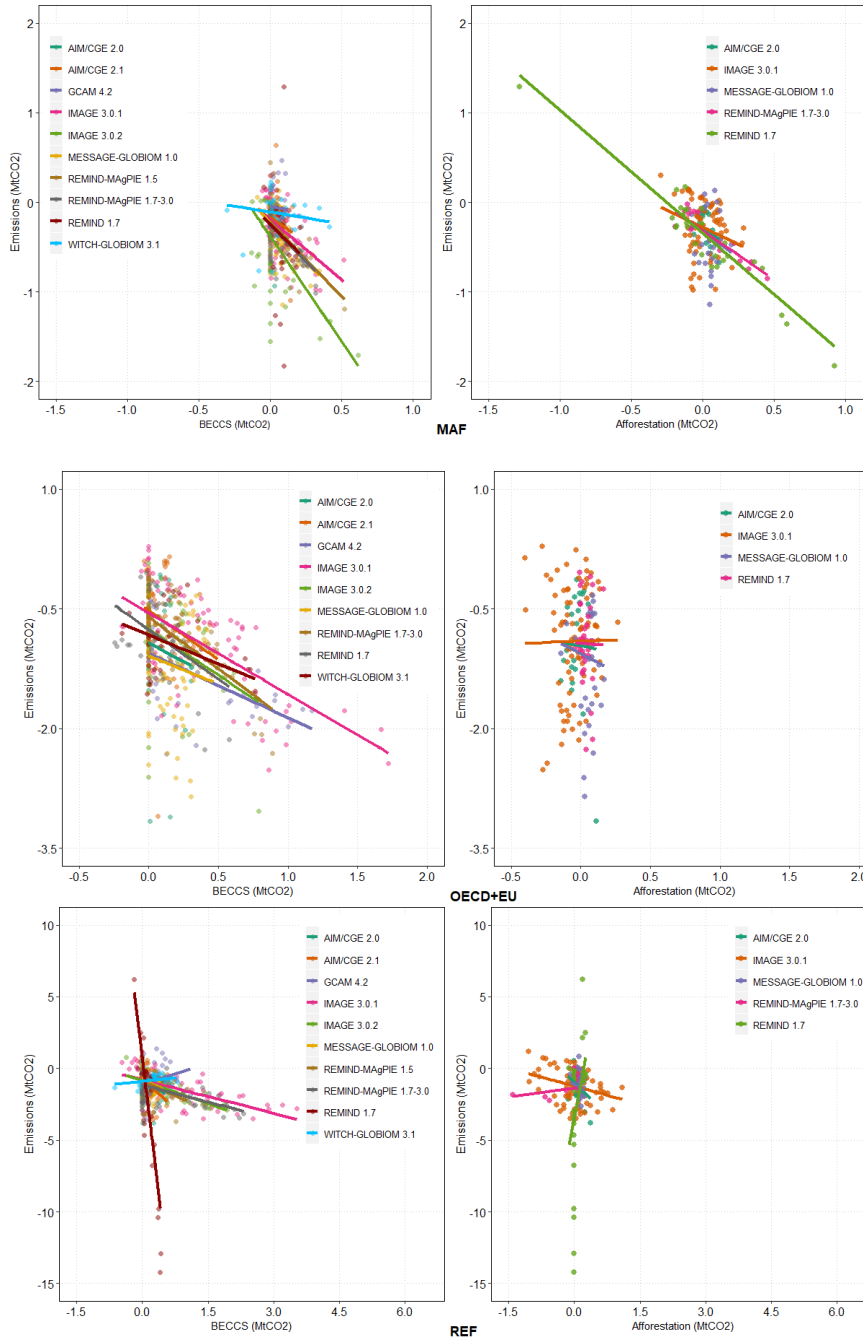 2
1
0
-1
-2
Emissions (MtCO2)
AIM/CGE 2.0
AIM/CGE 2.1
GCAM 4.2
IMAGE 3.0.1
IMAGE 3.0.2
MESSAGE-GLOBIOM 1.0
REMIND-MAgPIE 1.5
REMIND-MAgPIE 1.7-3.0
REMIND 1.7
WITCH-GLOBIOM 3.1
-1.5 -1.0 -0.5 0.0 0.5 1.0
BECCS (MtCO2)
2
1
0
-1
-2
Emissions (MtCO2)
AIM/CGE 2.0
IMAGE 3.0.1
MESSAGE-GLOBIOM 1.0
REMIND-MAgPIE 1.7-3.0
REMIND 1.7
-1.5 -1.0 -0.5 0.0 0.5 1.0
Afforestation (MtCO2)
MAF
1.0
-0.5
-2.0
-3.5
Emissions (MtCO2)
AIM/CGE 2.0
AIM/CGE 2.1
GCAM 4.2
IMAGE 3.0.1
IMAGE 3.0.2
MESSAGE-GLOBIOM 1.0
REMIND-MAgPIE 1.7-3.0
REMIND 1.7
WITCH-GLOBIOM 3.1
-0.5 0.0 0.5 1.0 1.5 2.0
BECCS (MtCO2)
1.0
-0.5
-2.0
-3.5
Emissions (MtCO2)
AIM/CGE 2.0
IMAGE 3.0.1
MESSAGE-GLOBIOM 1.0
REMIND 1.7
-0.5 0.0 0.5 1.0 1.5 2.0
Afforestation (MtCO2)
OECD+EU
10
5
0
-5
-10
-15
Emissions (MtCO2)
AIM/CGE 2.0
AIM/CGE 2.1
GCAM 4.2
IMAGE 3.0.1
IMAGE 3.0.2
MESSAGE-GLOBIOM 1.0
REMIND-MAgPIE 1.5
REMIND-MAgPIE 1.7-3.0
REMIND 1.7
WITCH-GLOBIOM 3.1
-1.5 0.0 1.5 3.0 4.5 6.0
BECCS (MtCO2)
10
5
0
-5
-10
-15
Emissions (MtCO2)
AIM/CGE 2.0
IMAGE 3.0.1
MESSAGE-GLOBIOM 1.0
REMIND-MAgPIE 1.7-3.0
REMIND 1.7
-1.5 0.0 1.5 3.0 4.5 6.0
Afforestation (MtCO2)
REF